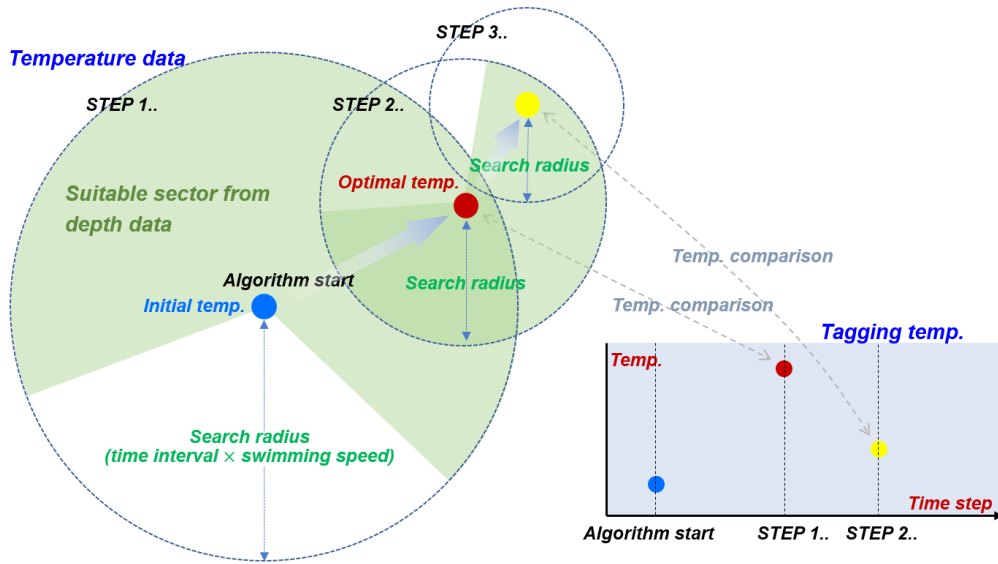 STEP 3..
Temperature data
STEP 1..
STEP 2..
Search radius
Optimal temp.
Suitable sector from
depth data
Temp. comparison
Algorithm start
Search radius
Initial temp.
Temp. comparison
Tagging temp.
Temp.
Search radius
(time interval × swimming speed)
Time step
Algorithm start
STEP 1..
STEP 2..